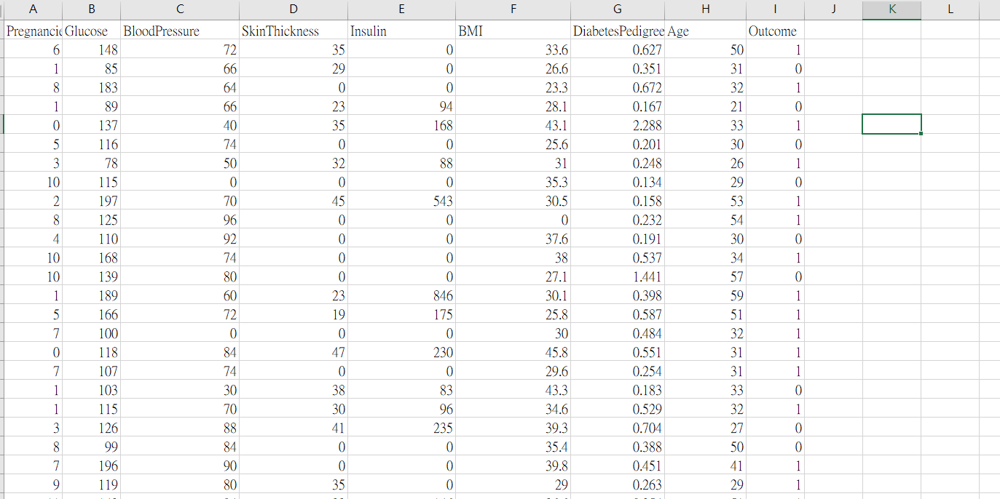 A B C D E F G H I J K L
Pregnancie Glucose BloodPressure SkinThickness Insulin BMI DiabetesPedigree Age Outcome
6 148 72 35 0 33.6 0.627 50 1
1 85 66 29 0 26.6 0.351 31 0
8 183 64 0 0 23.3 0.672 32 1
1 89 66 23 94 28.1 0.167 21 0
0 137 40 35 168 43.1 2.288 33 1
5 116 74 0 0 25.6 0.201 30 0
3 78 50 32 88 31 0.248 26 1
10 115 0 0 0 35.3 0.134 29 0
2 197 70 45 543 30.5 0.158 53 1
8 125 96 0 0 0 0.232 54 1
4 110 92 0 0 37.6 0.191 30 0
10 168 74 0 0 38 0.537 34 1
10 139 80 0 0 27.1 1.441 57 0
1 189 60 23 846 30.1 0.398 59 1
5 166 72 19 175 25.8 0.587 51 1
7 100 0 0 0 30 0.484 32 1
0 118 84 47 230 45.8 0.551 31 1
7 107 74 0 0 29.6 0.254 31 1
1 103 30 38 83 43.3 0.183 33 0
1 115 70 30 96 34.6 0.529 32 1
3 126 88 41 235 39.3 0.704 27 0
8 99 84 0 0 35.4 0.388 50 0
7 196 90 0 0 39.8 0.451 41 1
9 119 80 35 0 29 0.263 29 1